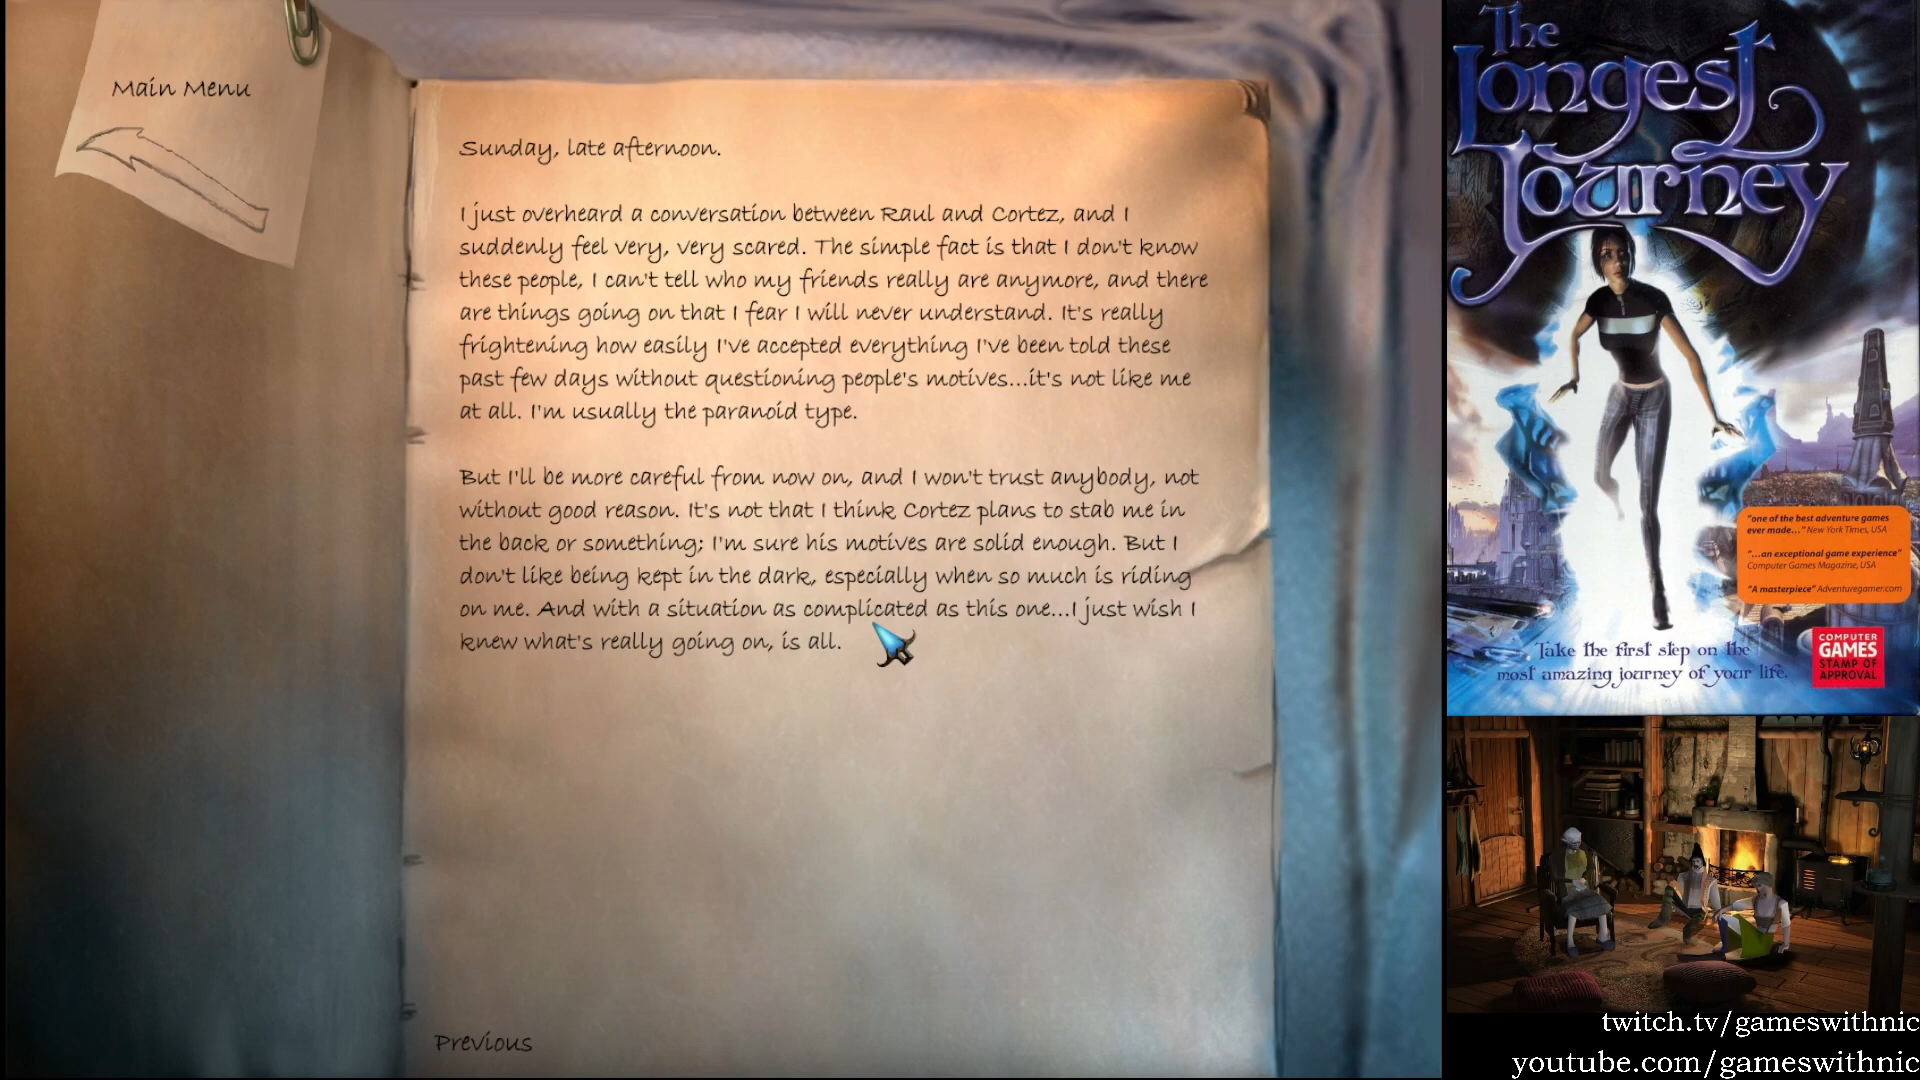 Main Menu
Sunday, late afternoon.
I just overheard a conversation between Raul and Cortez, and I
suddenly feel very, very scared. The simple fact is that I don't know
these people, I can't tell who my friends really are anymore, and there
are things going on that I fear I will never understand. It's really
frightening how easily I've accepted everything I've been told these
past few days without questioning people's motives...it's not like me
at all. I'm usually the paranoid type.
But I'll be more careful from now on, and I won't trust anybody, not
without good reason. It's not that I think Cortez plans to stab me in
the back or something; I'm sure his motives are solid enough. But I
don't like being kept in the dark, especially when so much is riding
on me. And with a situation as complicated as this one...I just wish I
knew what's really going on, is all.
Previous
The
Longest
Journey
"one of the best adventure games
ever made..." New York Times, USA
"...an exceptional game experience"
Computer Games Magazine, USA
"A masterpiece" Adventuregamer.com
Take the first step on the
most amazing journey of your life.
COMPUTER
GAMES
STAMP OF
APPROVAL
twitch.tv/gameswithnic
youtube.com/gameswithnic